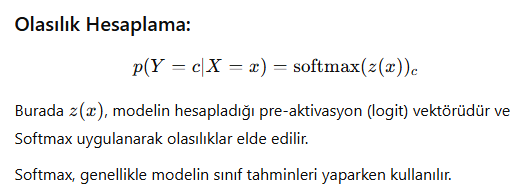 Olasılık Hesaplama:
p(Y = c|X = x) = softmax(z(x))_c
Burada z(x), modelin hesapladığı pre-aktivasyon (logit) vektörüdür ve
Softmax uygulanarak olasılıklar elde edilir.
Softmax, genellikle modelin sınıf tahminleri yaparken kullanılır.